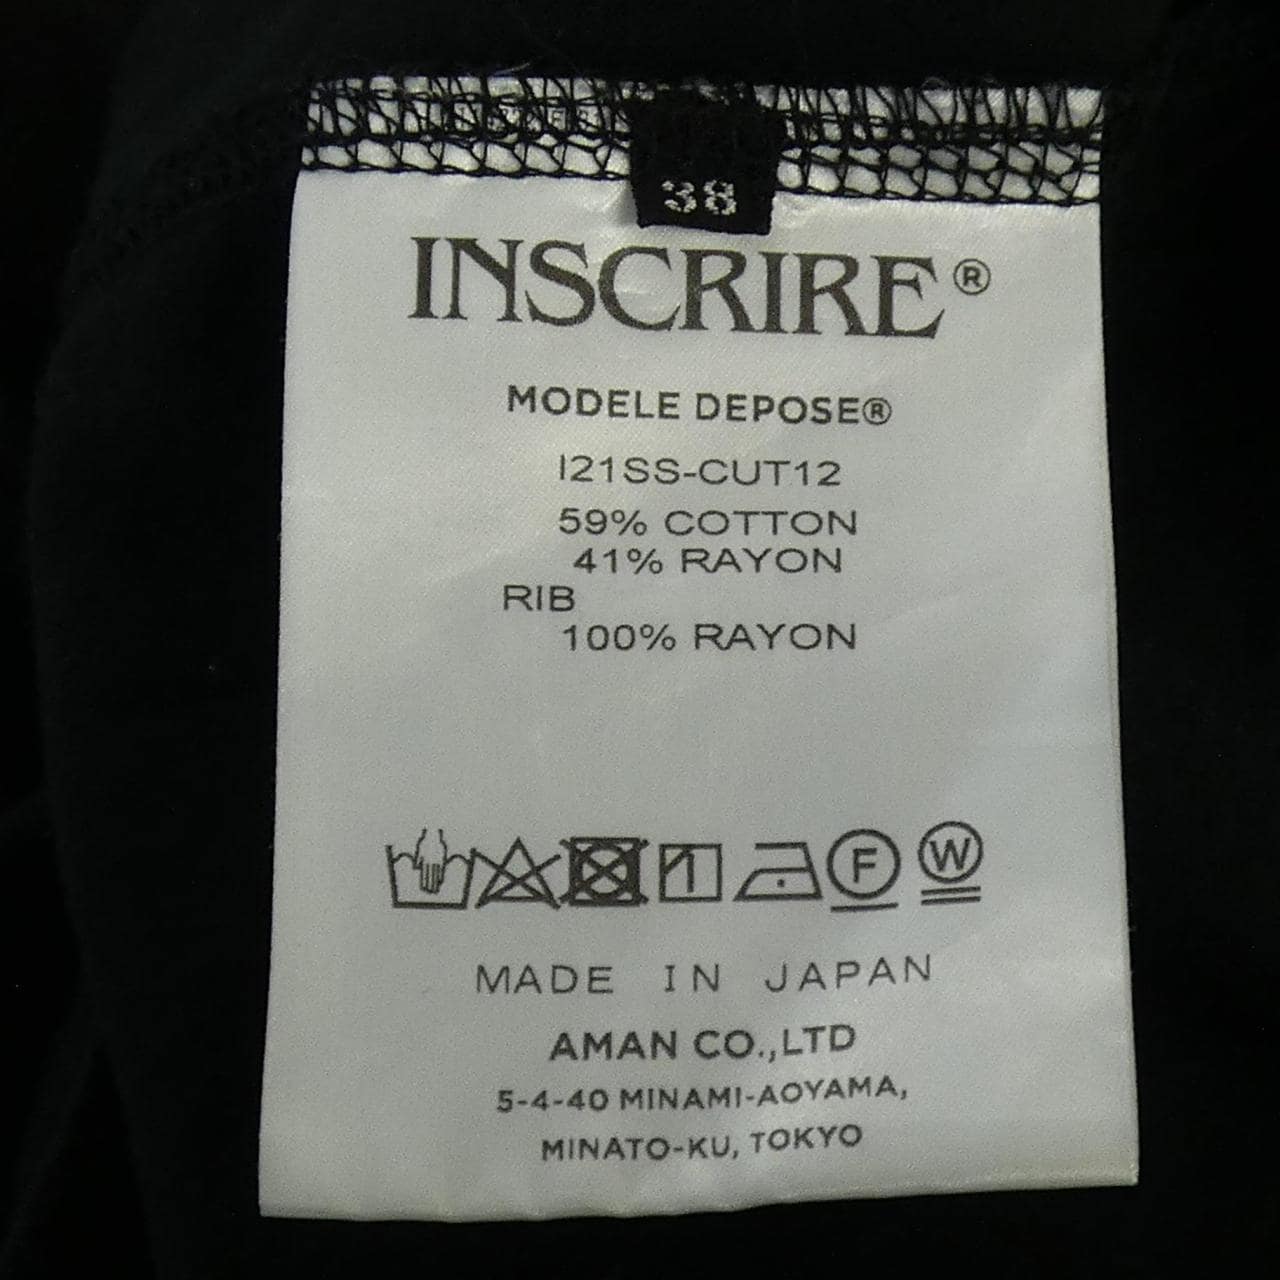 38
INSCRIRE®
MODELE DEPOSE®
I21SS-CUT12
59% COTTON
41% RAYON
RIB
100% RAYON
F W
MADE IN JAPAN
AMAN CO.,LTD
5-4-40 MINAMI-AOYAMA,
MINATO-KU, TOKYO